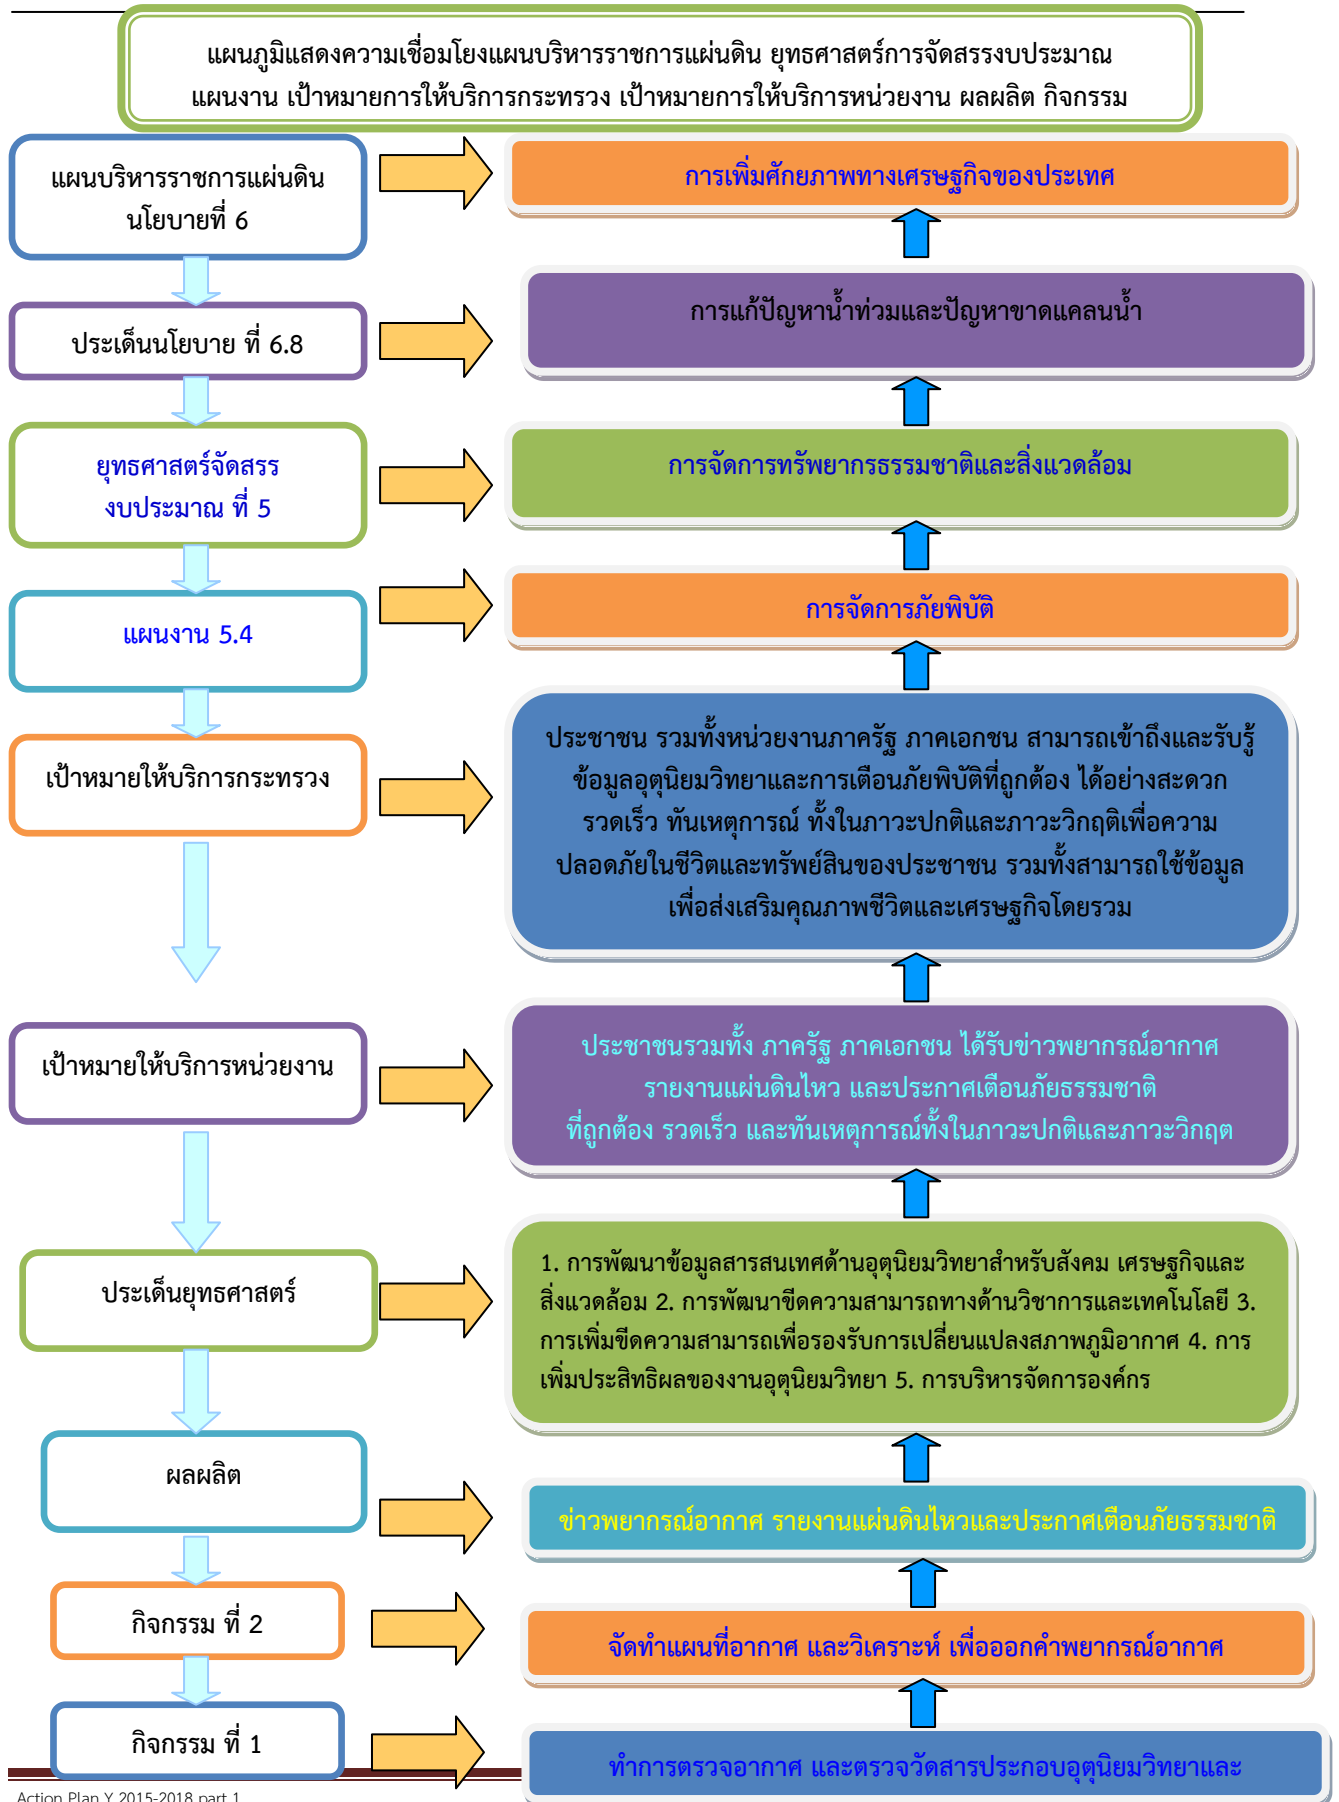 แผนภูมิแสดงความเชื่อมโยงแผนบริหารราชการแผ่นดิน ยุทธศาสตร์การจัดสรรงบประมาณ
แผนงาน เป้าหมายการให้บริการกระทรวง เป้าหมายการให้บริการหน่วยงาน ผลผลิต กิจกรรม
แผนบริหารราชการแผ่นดิน
นโยบายที่ 6
การเพิ่มศักยภาพทางเศรษฐกิจของประเทศ
ประเด็นนโยบาย ที่ 6.8
การแก้ปัญหาน้ำท่วมและปัญหาขาดแคลนน้ำ
ยุทธศาสตร์จัดสรร
งบประมาณ ที่ 5
การจัดการทรัพยากรธรรมชาติและสิ่งแวดล้อม
แผนงาน 5.4
การจัดการภัยพิบัติ
เป้าหมายให้บริการกระทรวง
ประชาชน รวมทั้งหน่วยงานภาครัฐ ภาคเอกชน สามารถเข้าถึงและรับรู้
ข้อมูลอุตุนิยมวิทยาและการเตือนภัยพิบัติที่ถูกต้อง ได้อย่างสะดวก
รวดเร็ว ทันเหตุการณ์ ทั้งในภาวะปกติและภาวะวิกฤติเพื่อความ
ปลอดภัยในชีวิตและทรัพย์สินของประชาชน รวมทั้งสามารถใช้ข้อมูล
เพื่อส่งเสริมคุณภาพชีวิตและเศรษฐกิจโดยรวม
เป้าหมายให้บริการหน่วยงาน
ประชาชนรวมทั้ง ภาครัฐ ภาคเอกชน ได้รับข่าวพยากรณ์อากาศ
รายงานแผ่นดินไหว และประกาศเตือนภัยธรรมชาติ
ที่ถูกต้อง รวดเร็ว และทันเหตุการณ์ทั้งในภาวะปกติและภาวะวิกฤต
ประเด็นยุทธศาสตร์
1. การพัฒนาข้อมูลสารสนเทศด้านอุตุนิยมวิทยาสำหรับสังคม เศรษฐกิจและ
สิ่งแวดล้อม 2. การพัฒนาขีดความสามารถทางด้านวิชาการและเทคโนโลยี 3.
การเพิ่มขีดความสามารถเพื่อรองรับการเปลี่ยนแปลงสภาพภูมิอากาศ 4. การ
เพิ่มประสิทธิผลของงานอุตุนิยมวิทยา 5. การบริหารจัดการองค์กร
ผลผลิต
ข่าวพยากรณ์อากาศ รายงานแผ่นดินไหวและประกาศเตือนภัยธรรมชาติ
กิจกรรม ที่ 2
จัดทำแผนที่อากาศ และวิเคราะห์ เพื่อออกคำพยากรณ์อากาศ
กิจกรรม ที่ 1
ทำการตรวจอากาศ และตรวจวัดสารประกอบอุตุนิยมวิทยาและ
Action Plan Y 2015-2018 part 1